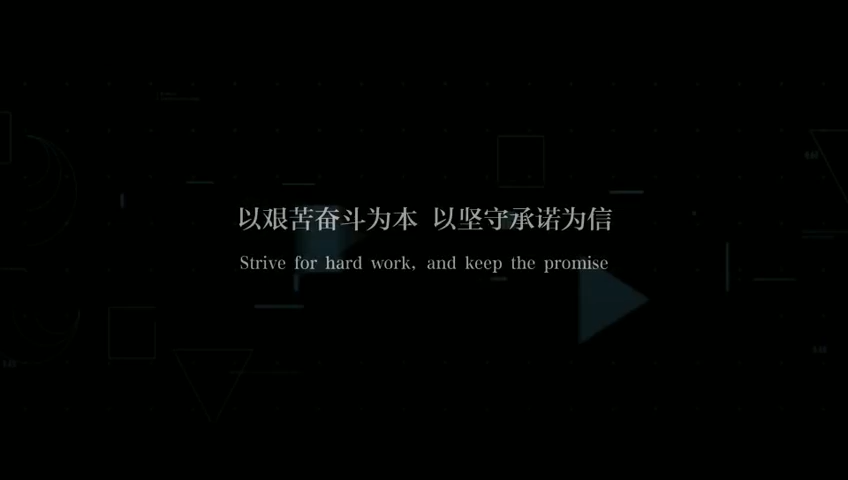 以艰苦奋斗为本 以坚守承诺为信
Strive for hard work, and keep the promise